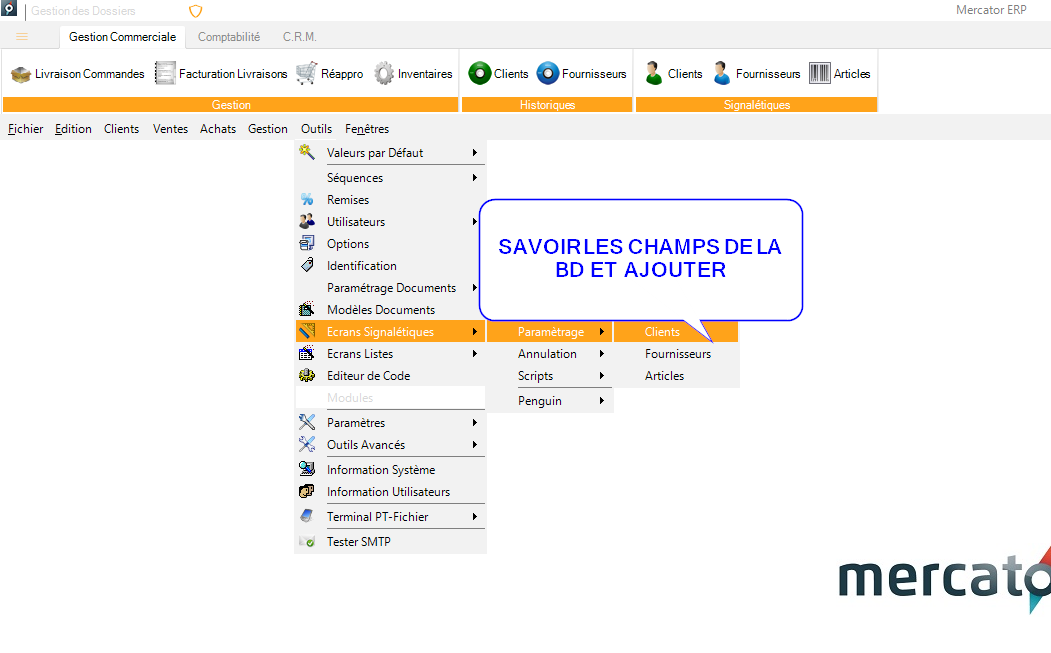 Gestion des Dossiers
Mercator ERP
Gestion Commerciale Comptabilité C.R.M.
Livraison Commandes Facturation Livraisons Réappro Inventaires Clients Fournisseurs Clients Fournisseurs Articles
Gestion Historiques Signalétiques
Fichier Edition Clients Ventes Achats Gestion Outils Fenêtres
Valeurs par Défaut
Séquences
Remises
Utilisateurs
Options
Identification
Paramétrage Documents
Modèles Documents
Ecrans Signalétiques
Ecrans Listes
Editeur de Code
Modules
Paramètres
Outils Avancés
Information Système
Information Utilisateurs
Terminal PT-Fichier
Tester SMTP
SAVOIRLES CHAMPS DE LA
BD ET AJOUTER
Paramétrage
Annulation
Scripts
Penguin
Clients
Fournisseurs
Articles
mercato